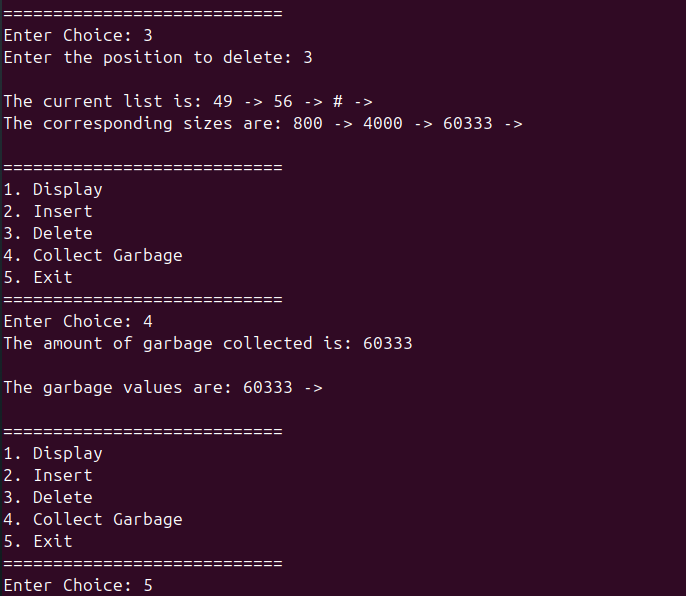 ============================
Enter Choice: 3
Enter the position to delete: 3
The current list is: 49 -> 56 -> # ->
The corresponding sizes are: 800 -> 4000 -> 60333 ->
============================
1. Display
2. Insert
3. Delete
4. Collect Garbage
5. Exit
============================
Enter Choice: 4
The amount of garbage collected is: 60333
The garbage values are: 60333 ->
============================
1. Display
2. Insert
3. Delete
4. Collect Garbage
5. Exit
============================
Enter Choice: 5